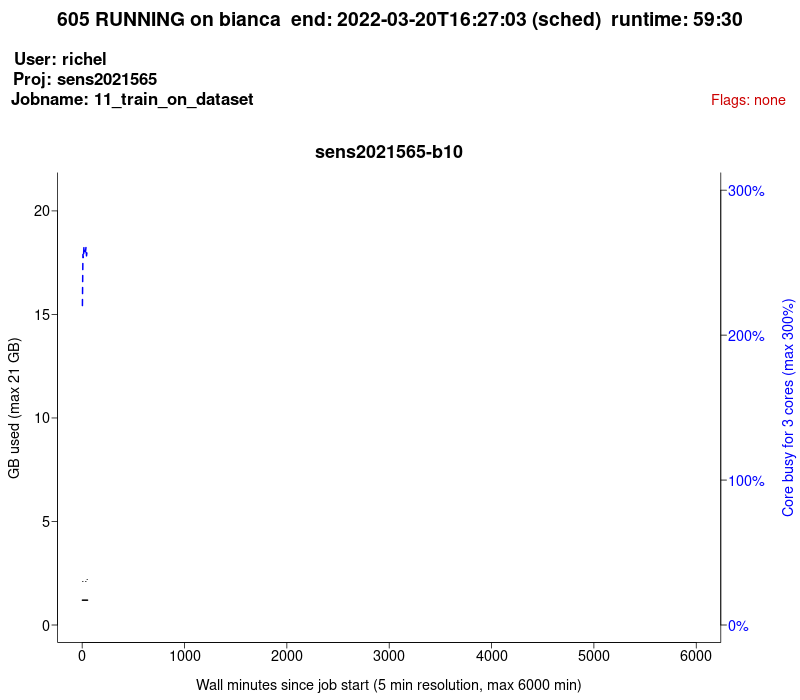 605 RUNNING on bianca  end: 2022-03-20T16:27:03 (sched)  runtime: 59:30
User: richel
Proj: sens2021565
Jobname: 11_train_on_dataset
Flags: none
sens2021565-b10
GB used (max 21 GB)
20
15
10
5
0
300%
200%
100%
0%
Core busy for 3 cores (max 300%)
0 1000 2000 3000 4000 5000 6000
Wall minutes since job start (5 min resolution, max 6000 min)